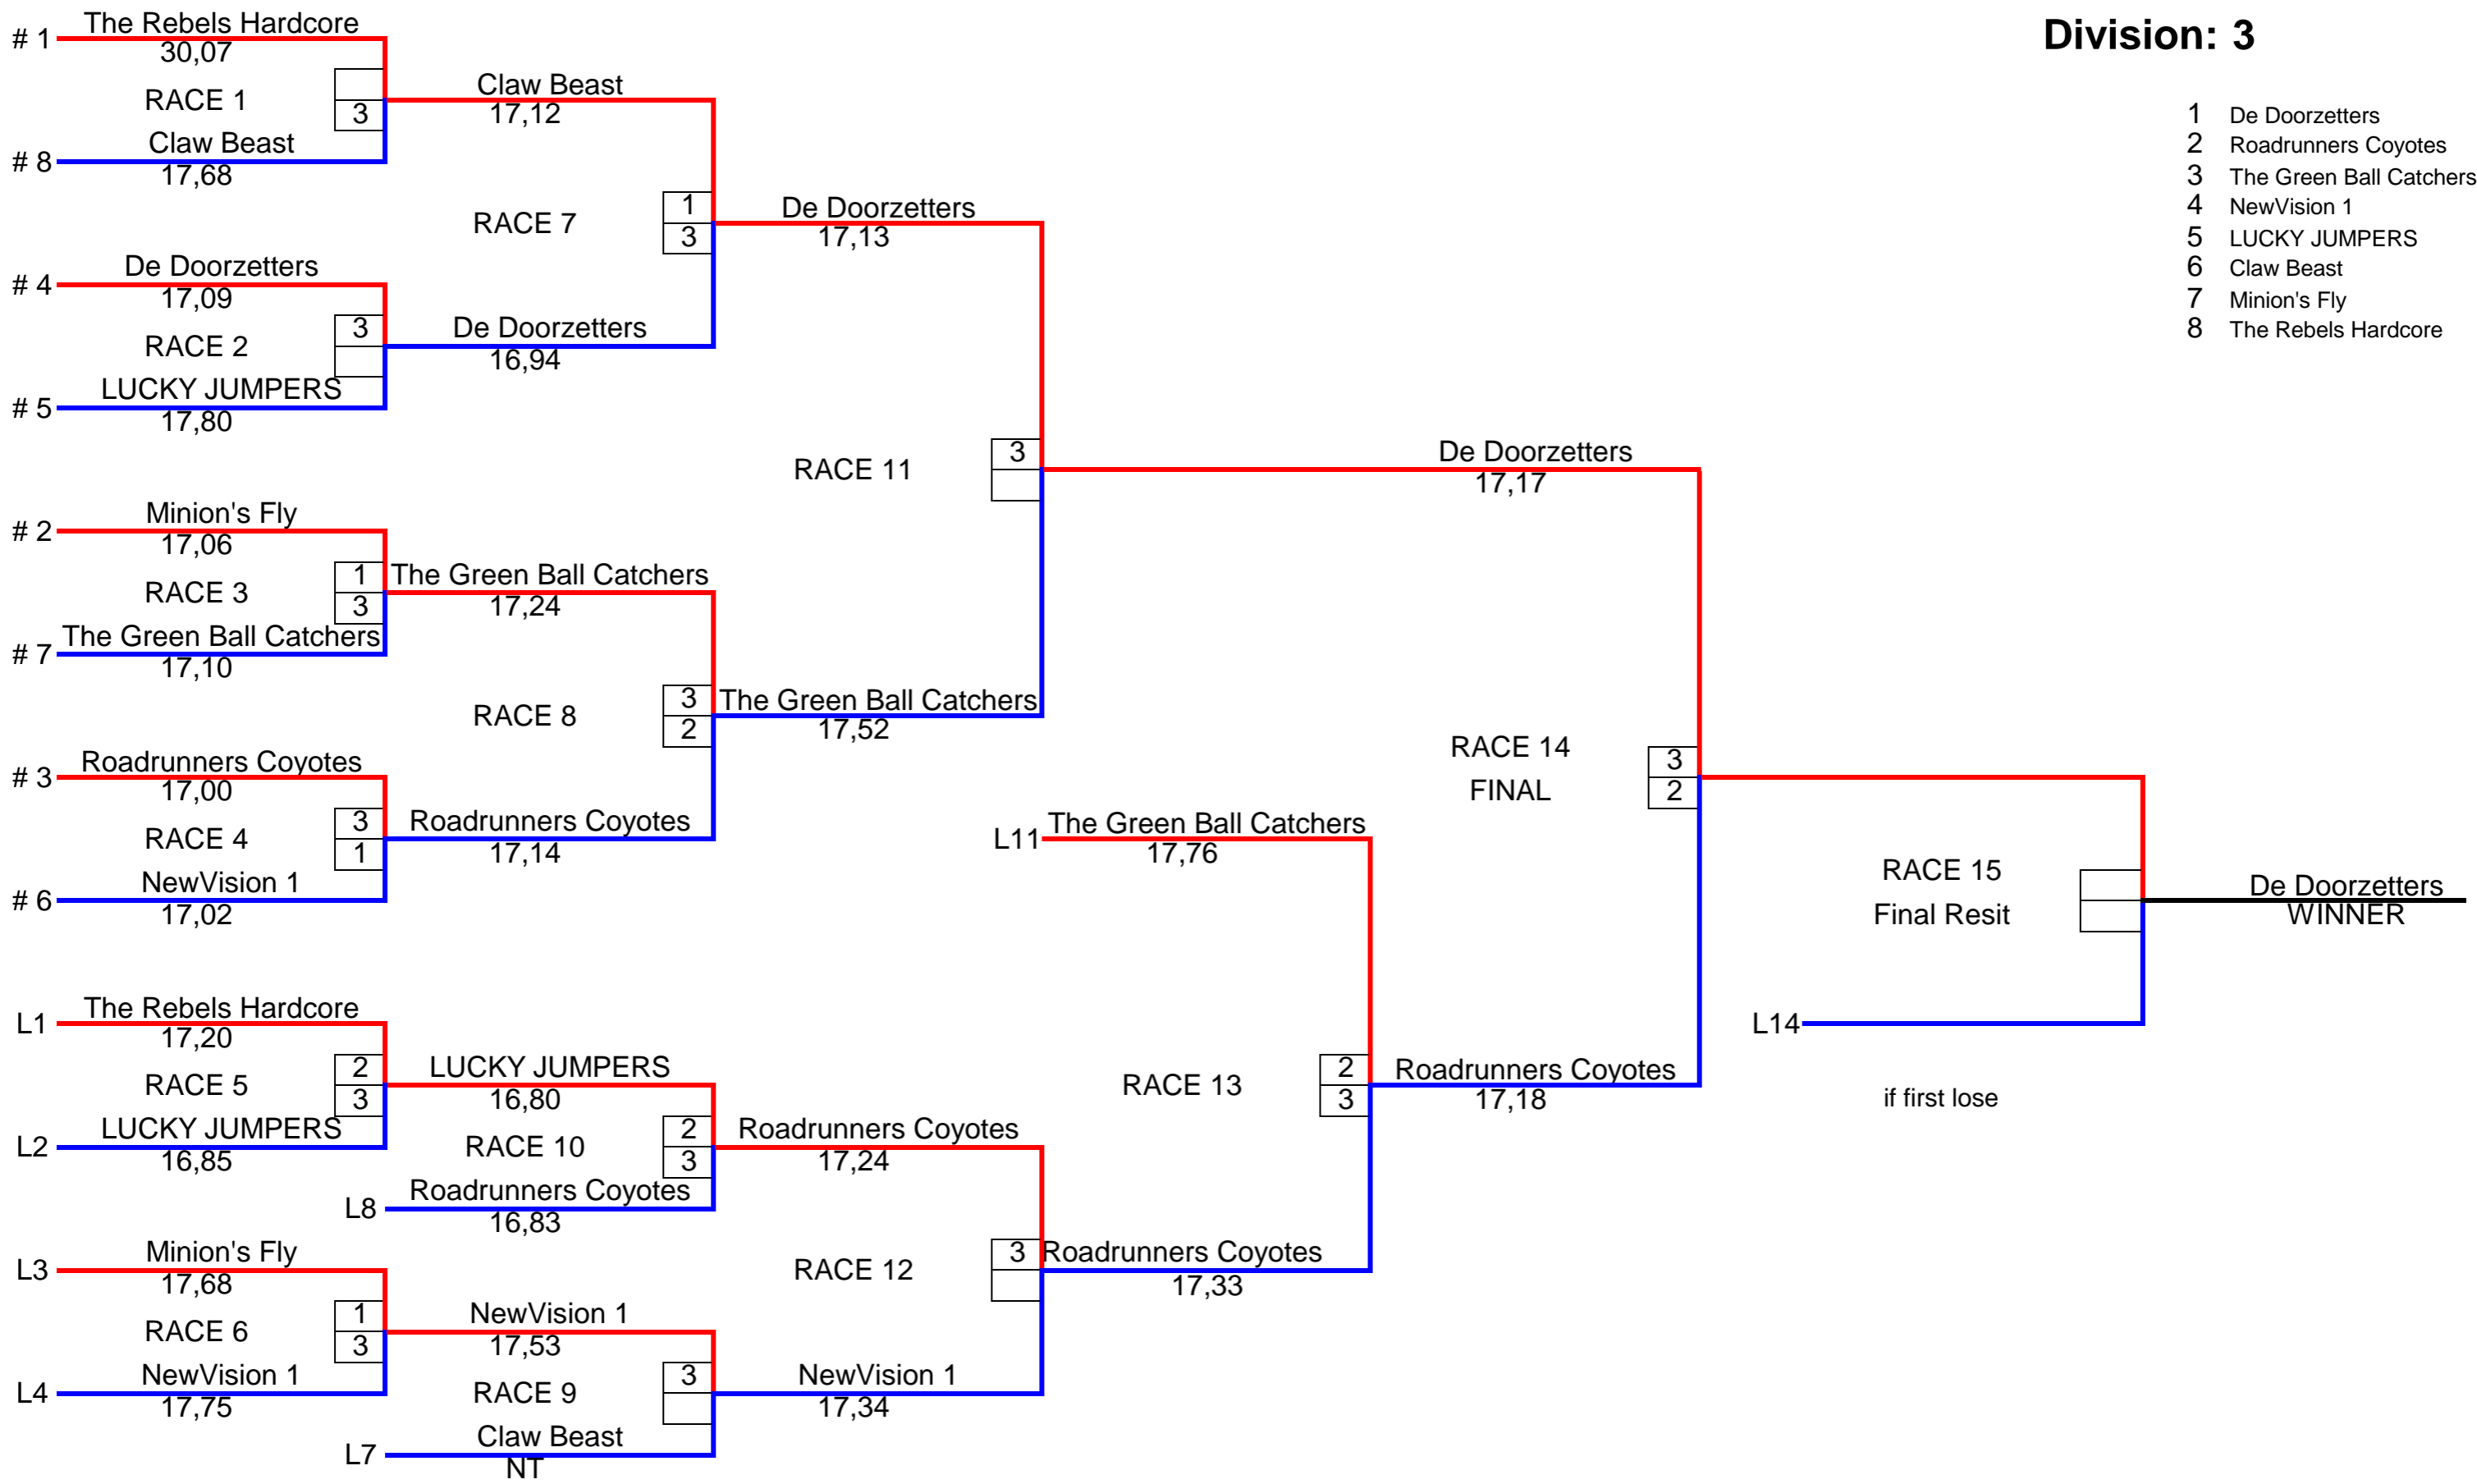 Division: 3
1 De Doorzetters
2 Roadrunners Coyotes
3 The Green Ball Catchers
4 NewVision 1
5 LUCKY JUMPERS
6 Claw Beast
7 Minion's Fly
8 The Rebels Hardcore
# 1 The Rebels Hardcore
30,07
RACE 1
3
# 8 Claw Beast
17,68
# 4 De Doorzetters
17,09
RACE 2 3
# 5 LUCKY JUMPERS
17,80
# 2 Minion's Fly
17,06
RACE 3 1
3
# 7 The Green Ball Catchers
17,10
# 3 Roadrunners Coyotes
17,00
RACE 4 3
1
# 6 NewVision 1
17,02
L1 The Rebels Hardcore
17,20
RACE 5 2
3
L2 LUCKY JUMPERS
16,85
L3 Minion's Fly
17,68
RACE 6 1
3
L4 NewVision 1
17,75
Claw Beast
17,12
RACE 7 1
3
De Doorzetters
16,94
The Green Ball Catchers
17,24
RACE 8 3
2
Roadrunners Coyotes
17,14
LUCKY JUMPERS
16,80
RACE 10 2
3
L8 Roadrunners Coyotes
16,83
NewVision 1
17,53
RACE 9 3
L7 Claw Beast
NT
De Doorzetters
17,13
RACE 11 3
The Green Ball Catchers
17,52
Roadrunners Coyotes
17,24
RACE 12 3
NewVision 1
17,34
L11 The Green Ball Catchers
17,76
RACE 13 2
3
Roadrunners Coyotes
17,33
De Doorzetters
17,17
RACE 14 3
FINAL 2
Roadrunners Coyotes
17,18
RACE 15
Final Resit
L14
if first lose
De Doorzetters
WINNER